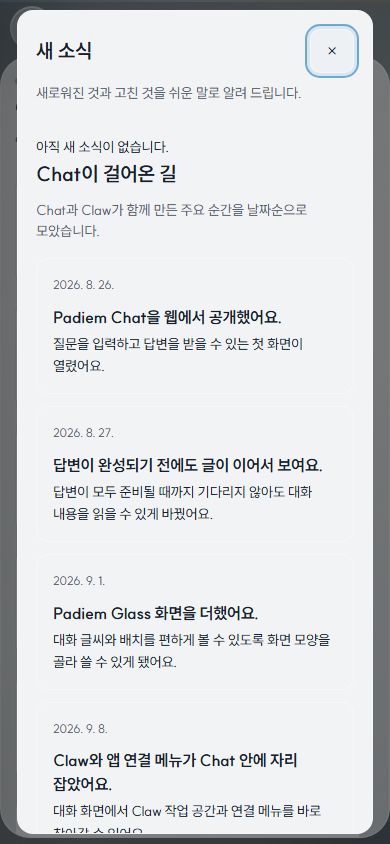 새 소식
×
새로워진 것과 고친 것을 쉬운 말로 알려 드립니다.
아직 새 소식이 없습니다.
Chat이 걸어온 길
Chat과 Claw가 함께 만든 주요 순간을 날짜순으로
모았습니다.
2026. 8. 26.
Padiem Chat을 웹에서 공개했어요.
질문을 입력하고 답변을 받을 수 있는 첫 화면이
열렸어요.
2026. 8. 27.
답변이 완성되기 전에도 글이 이어서 보여요.
답변이 모두 준비될 때까지 기다리지 않아도 대화
내용을 읽을 수 있게 바꿨어요.
2026. 9. 1.
Padiem Glass 화면을 더했어요.
대화 글씨와 배치를 편하게 볼 수 있도록 화면 모양을
골라 쓸 수 있게 됐어요.
2026. 9. 8.
Claw와 앱 연결 메뉴가 Chat 안에 자리
잡았어요.
대화 화면에서 Claw 작업 공간과 연결 메뉴를 바로